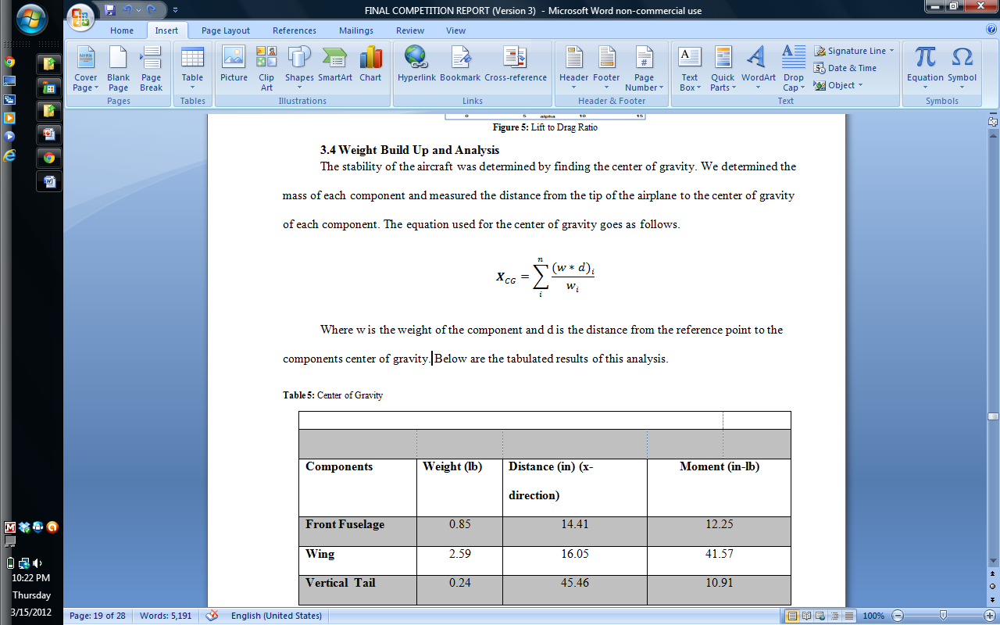 FINAL COMPETITION REPORT (Version 3) - Microsoft Word non-commercial use
Home Insert Page Layout References Mailings Review View
Cover Page Blank Page Page Break Table Picture Clip Art Shapes SmartArt Chart Hyperlink Bookmark Cross-reference Header Footer Page Number Text Box Quick Parts WordArt Drop Cap Signature Line Date & Time Object Equation Symbol
Pages Tables Illustrations Links Header & Footer Text Symbols
0 5 alpha 10 15
Figure 5: Lift to Drag Ratio
3.4 Weight Build Up and Analysis
The stability of the aircraft was determined by finding the center of gravity. We determined the
mass of each component and measured the distance from the tip of the airplane to the center of gravity
of each component. The equation used for the center of gravity goes as follows.
X_CG = ∑_i^n (w * d)_i / w_i
Where w is the weight of the component and d is the distance from the reference point to the
components center of gravity. Below are the tabulated results of this analysis.
Table 5: Center of Gravity
Components Weight (lb) Distance (in) (x- Moment (in-lb)
direction)
Front Fuselage 0.85 14.41 12.25
Wing 2.59 16.05 41.57
Vertical Tail 0.24 45.46 10.91
10:22 PM
Thursday
3/15/2012
Page: 19 of 28 Words: 5,191 English (United States) 100%